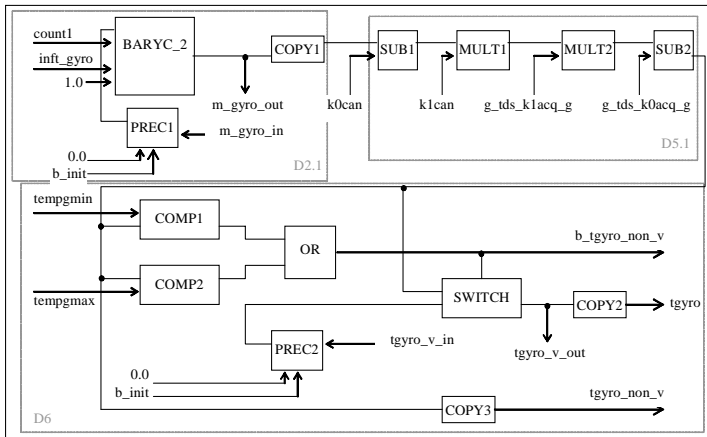 count1
BARYC_2
COPY1
SUB1
MULT1
MULT2
SUB2
inft_gyro
1.0
m_gyro_out
k0can
k1can
g_tds_k1acq_g
g_tds_k0acq_g
PREC1
m_gyro_in
0.0
b_init
D2.1
D5.1
tempgmin
COMP1
OR
b_tgyro_non_v
COMP2
tempgmax
SWITCH
COPY2
tgyro
PREC2
tgyro_v_in
tgyro_v_out
0.0
b_init
tgyro_non_v
COPY3
D6